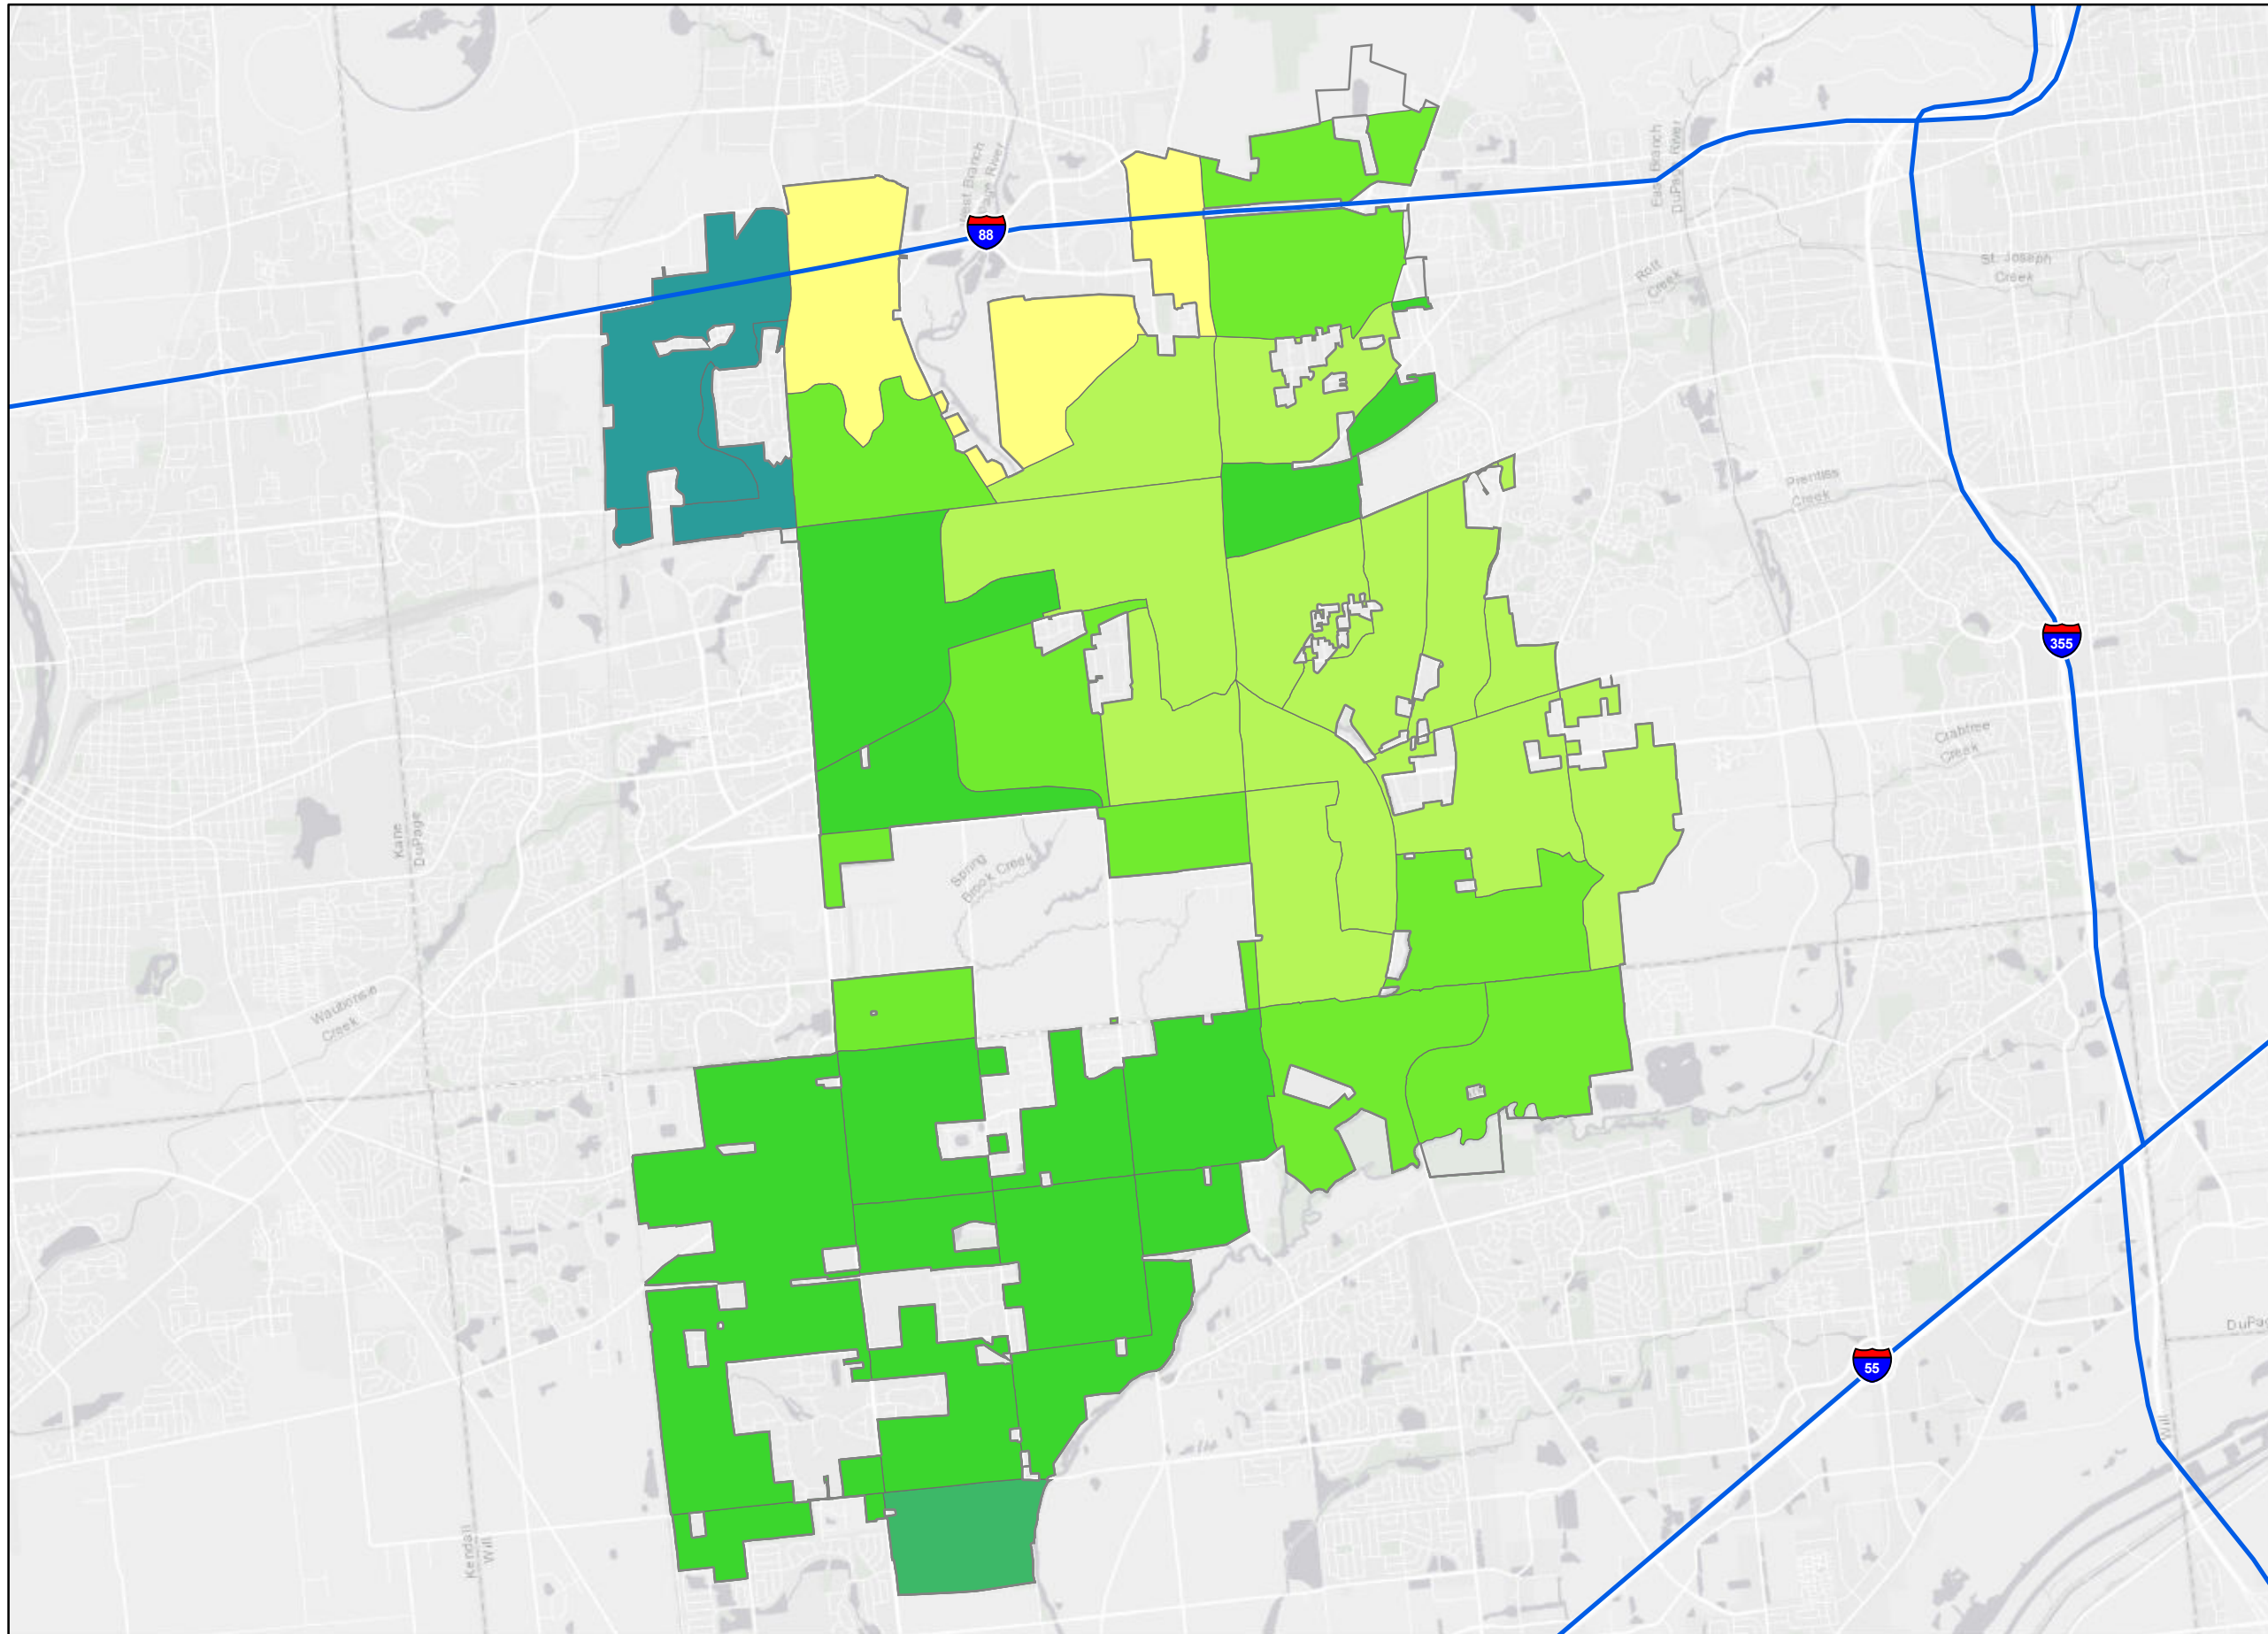 West Branch
DuPage River
88
East Branch
DuPage River
Rott
Creek
St. Joseph
Creek
Prentiss
Creek
355
Crabtree
Creek
Kane
DuPage
Spring
Brook Creek
Waubonsie
Creek
DuPag
55
Will
Kendall
Will